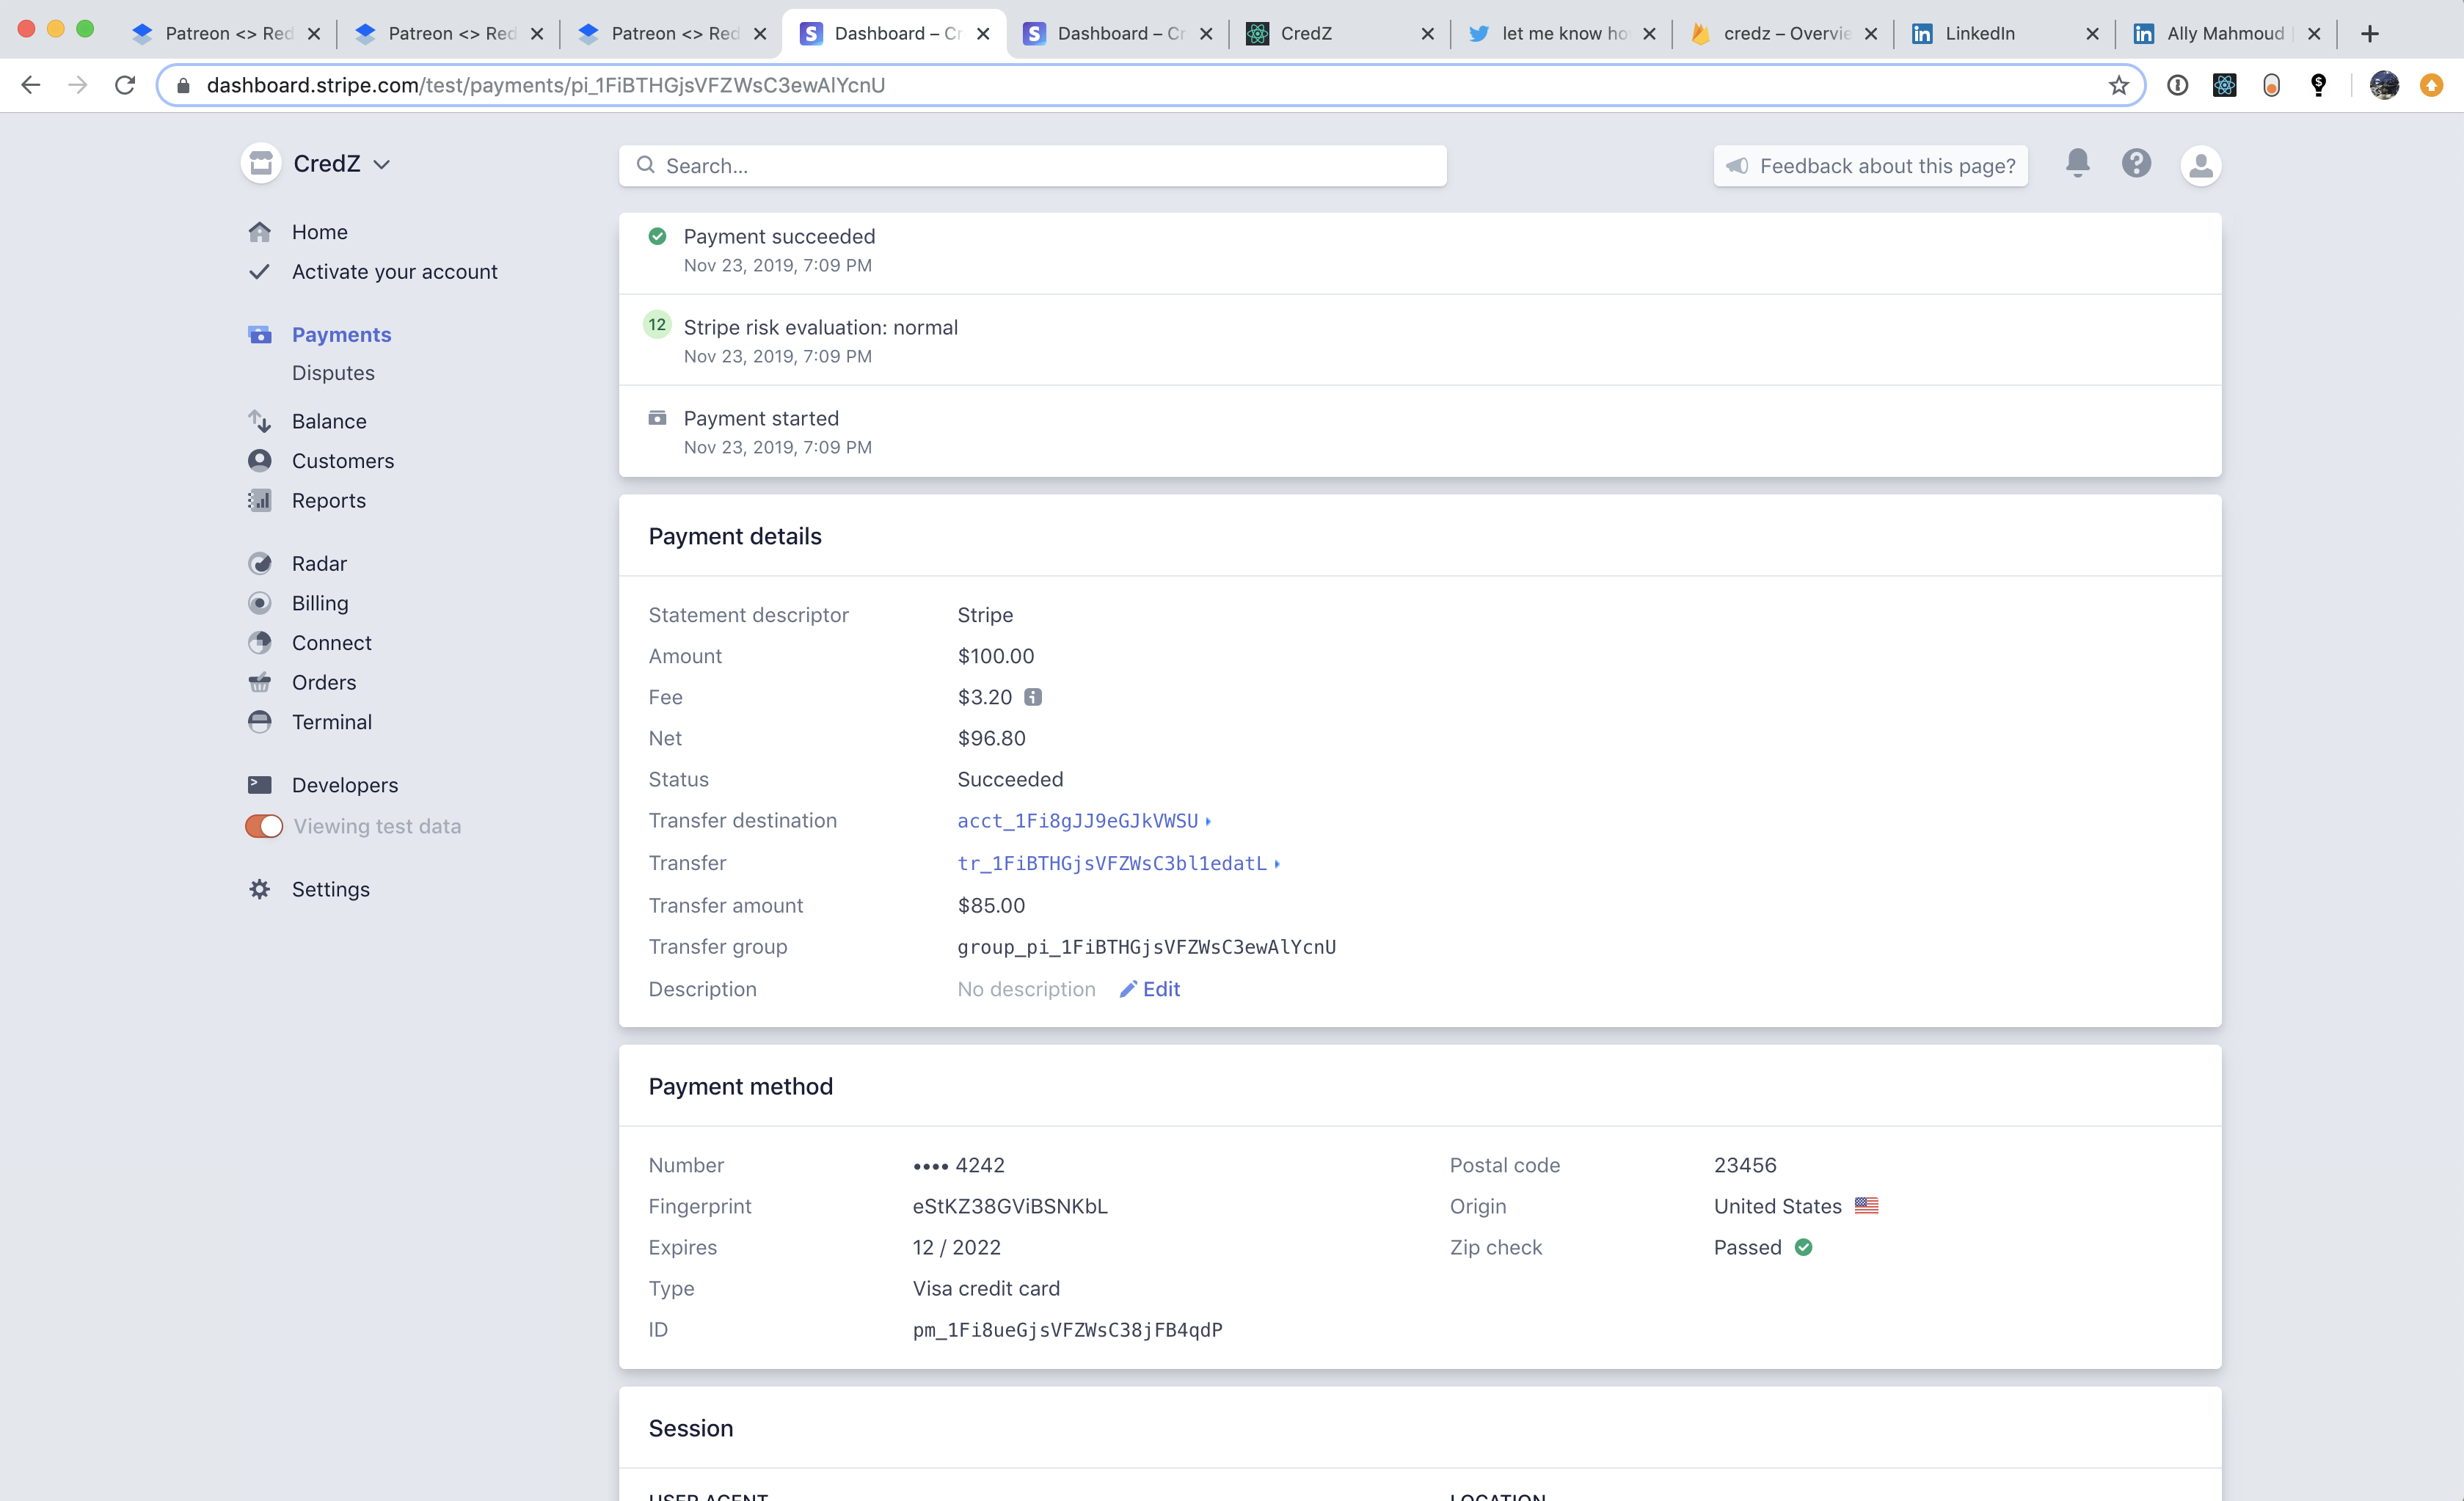 Patreon <> Red
Patreon <> Red
Patreon <> Red
Dashboard – Cr
Dashboard – Cr
CredZ
let me know ho
credz – Overvie
LinkedIn
Ally Mahmoud
dashboard.stripe.com/test/payments/pi_1FiBTHGjsVFZWsC3ewAlYcnU
CredZ
Search...
Feedback about this page?
Home
Activate your account
Payments
Disputes
Balance
Customers
Reports
Radar
Billing
Connect
Orders
Terminal
Developers
Viewing test data
Settings
Payment succeeded
Nov 23, 2019, 7:09 PM
12 Stripe risk evaluation: normal
Nov 23, 2019, 7:09 PM
Payment started
Nov 23, 2019, 7:09 PM
Payment details
Statement descriptor Stripe
Amount $100.00
Fee $3.20
Net $96.80
Status Succeeded
Transfer destination acct_1Fi8gJJ9eGJkVWSU
Transfer tr_1FiBTHGjsVFZWsC3bl1edatL
Transfer amount $85.00
Transfer group group_pi_1FiBTHGjsVFZWsC3ewAlYcnU
Description No description Edit
Payment method
Number •••• 4242 Postal code 23456
Fingerprint eStKZ38GViBSNKbL Origin United States
Expires 12 / 2022 Zip check Passed
Type Visa credit card
ID pm_1Fi8ueGjsVFZWsC38jFB4qdP
Session
USER AGENT LOCATION